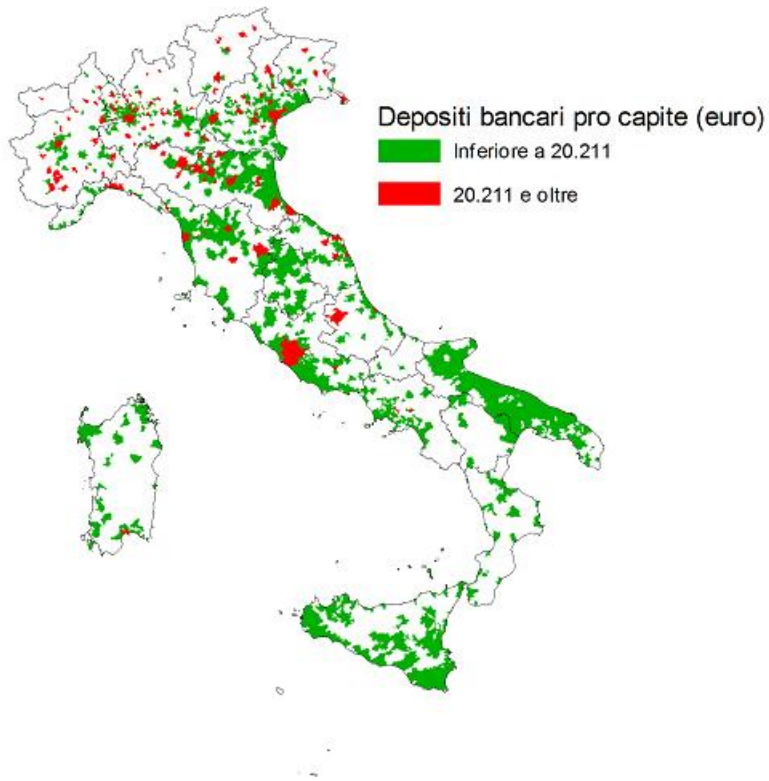 Depositi bancari pro capite (euro)
Inferiore a 20.211
20.211 e oltre